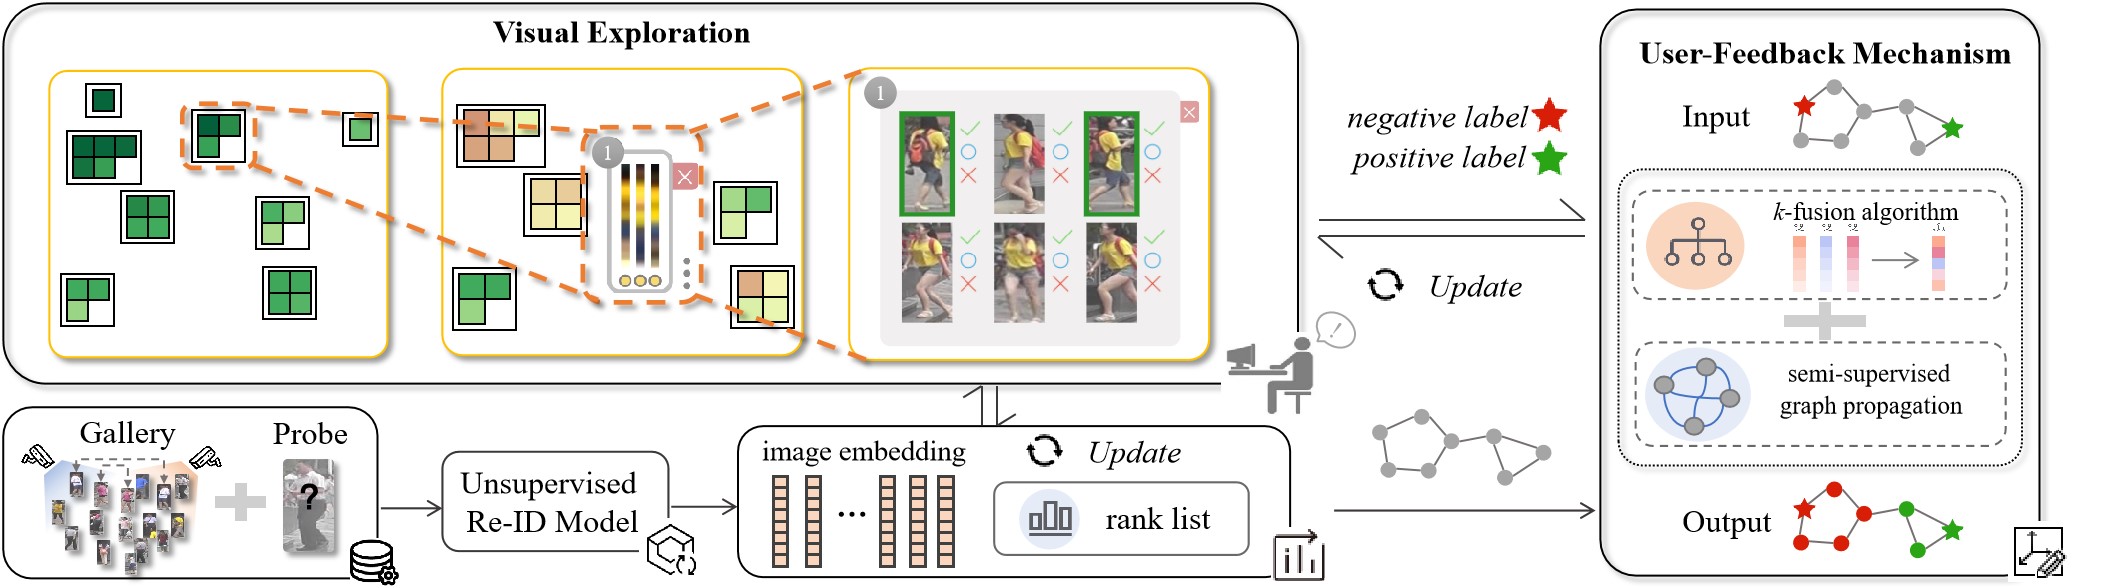 Visual Exploration
1
1
negative label
positive label
Update
User-Feedback Mechanism
Input
k-fusion algorithm
semi-supervised
graph propagation
Output
Gallery
Probe
?
Unsupervised
Re-ID Model
image embedding
...
Update
rank list